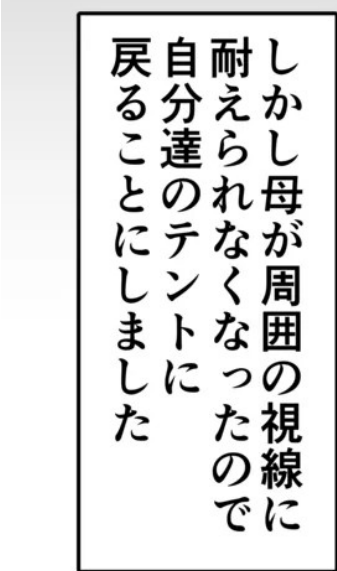 しかし母が周囲の視線に
耐えられなくなったので
自分達のテントに
戻ることにしました